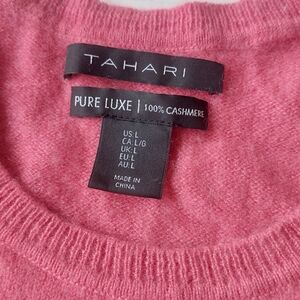 TAHARI
PURE LUXE | 100% CASHMERE
US:L
CA:L/G
UK:L
EU:L
AU:L
MADE IN
CHINA